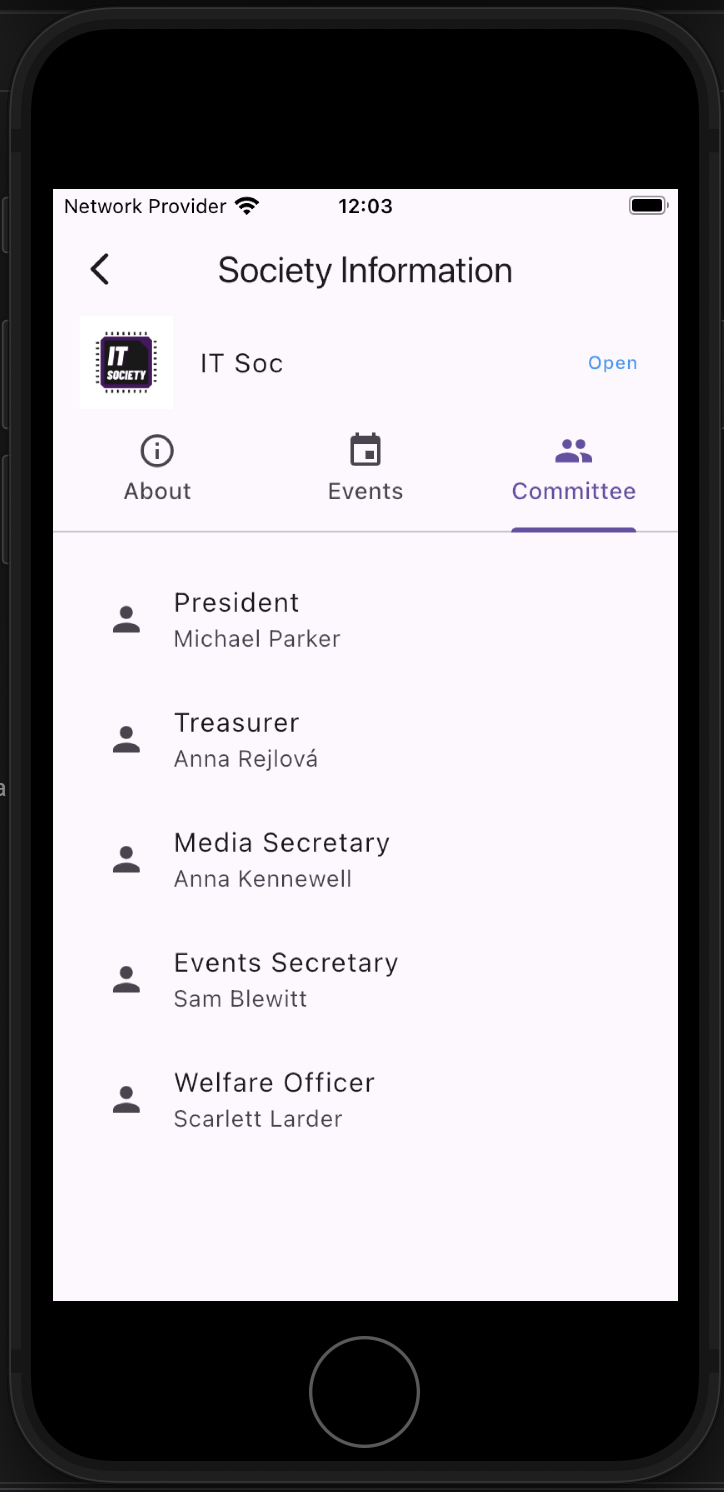 Network Provider 12:03
Society Information
IT
SOCIETY
IT Soc
Open
About
Events
Committee
President
Michael Parker
Treasurer
Anna Rejlová
Media Secretary
Anna Kennewell
Events Secretary
Sam Blewitt
Welfare Officer
Scarlett Larder
a